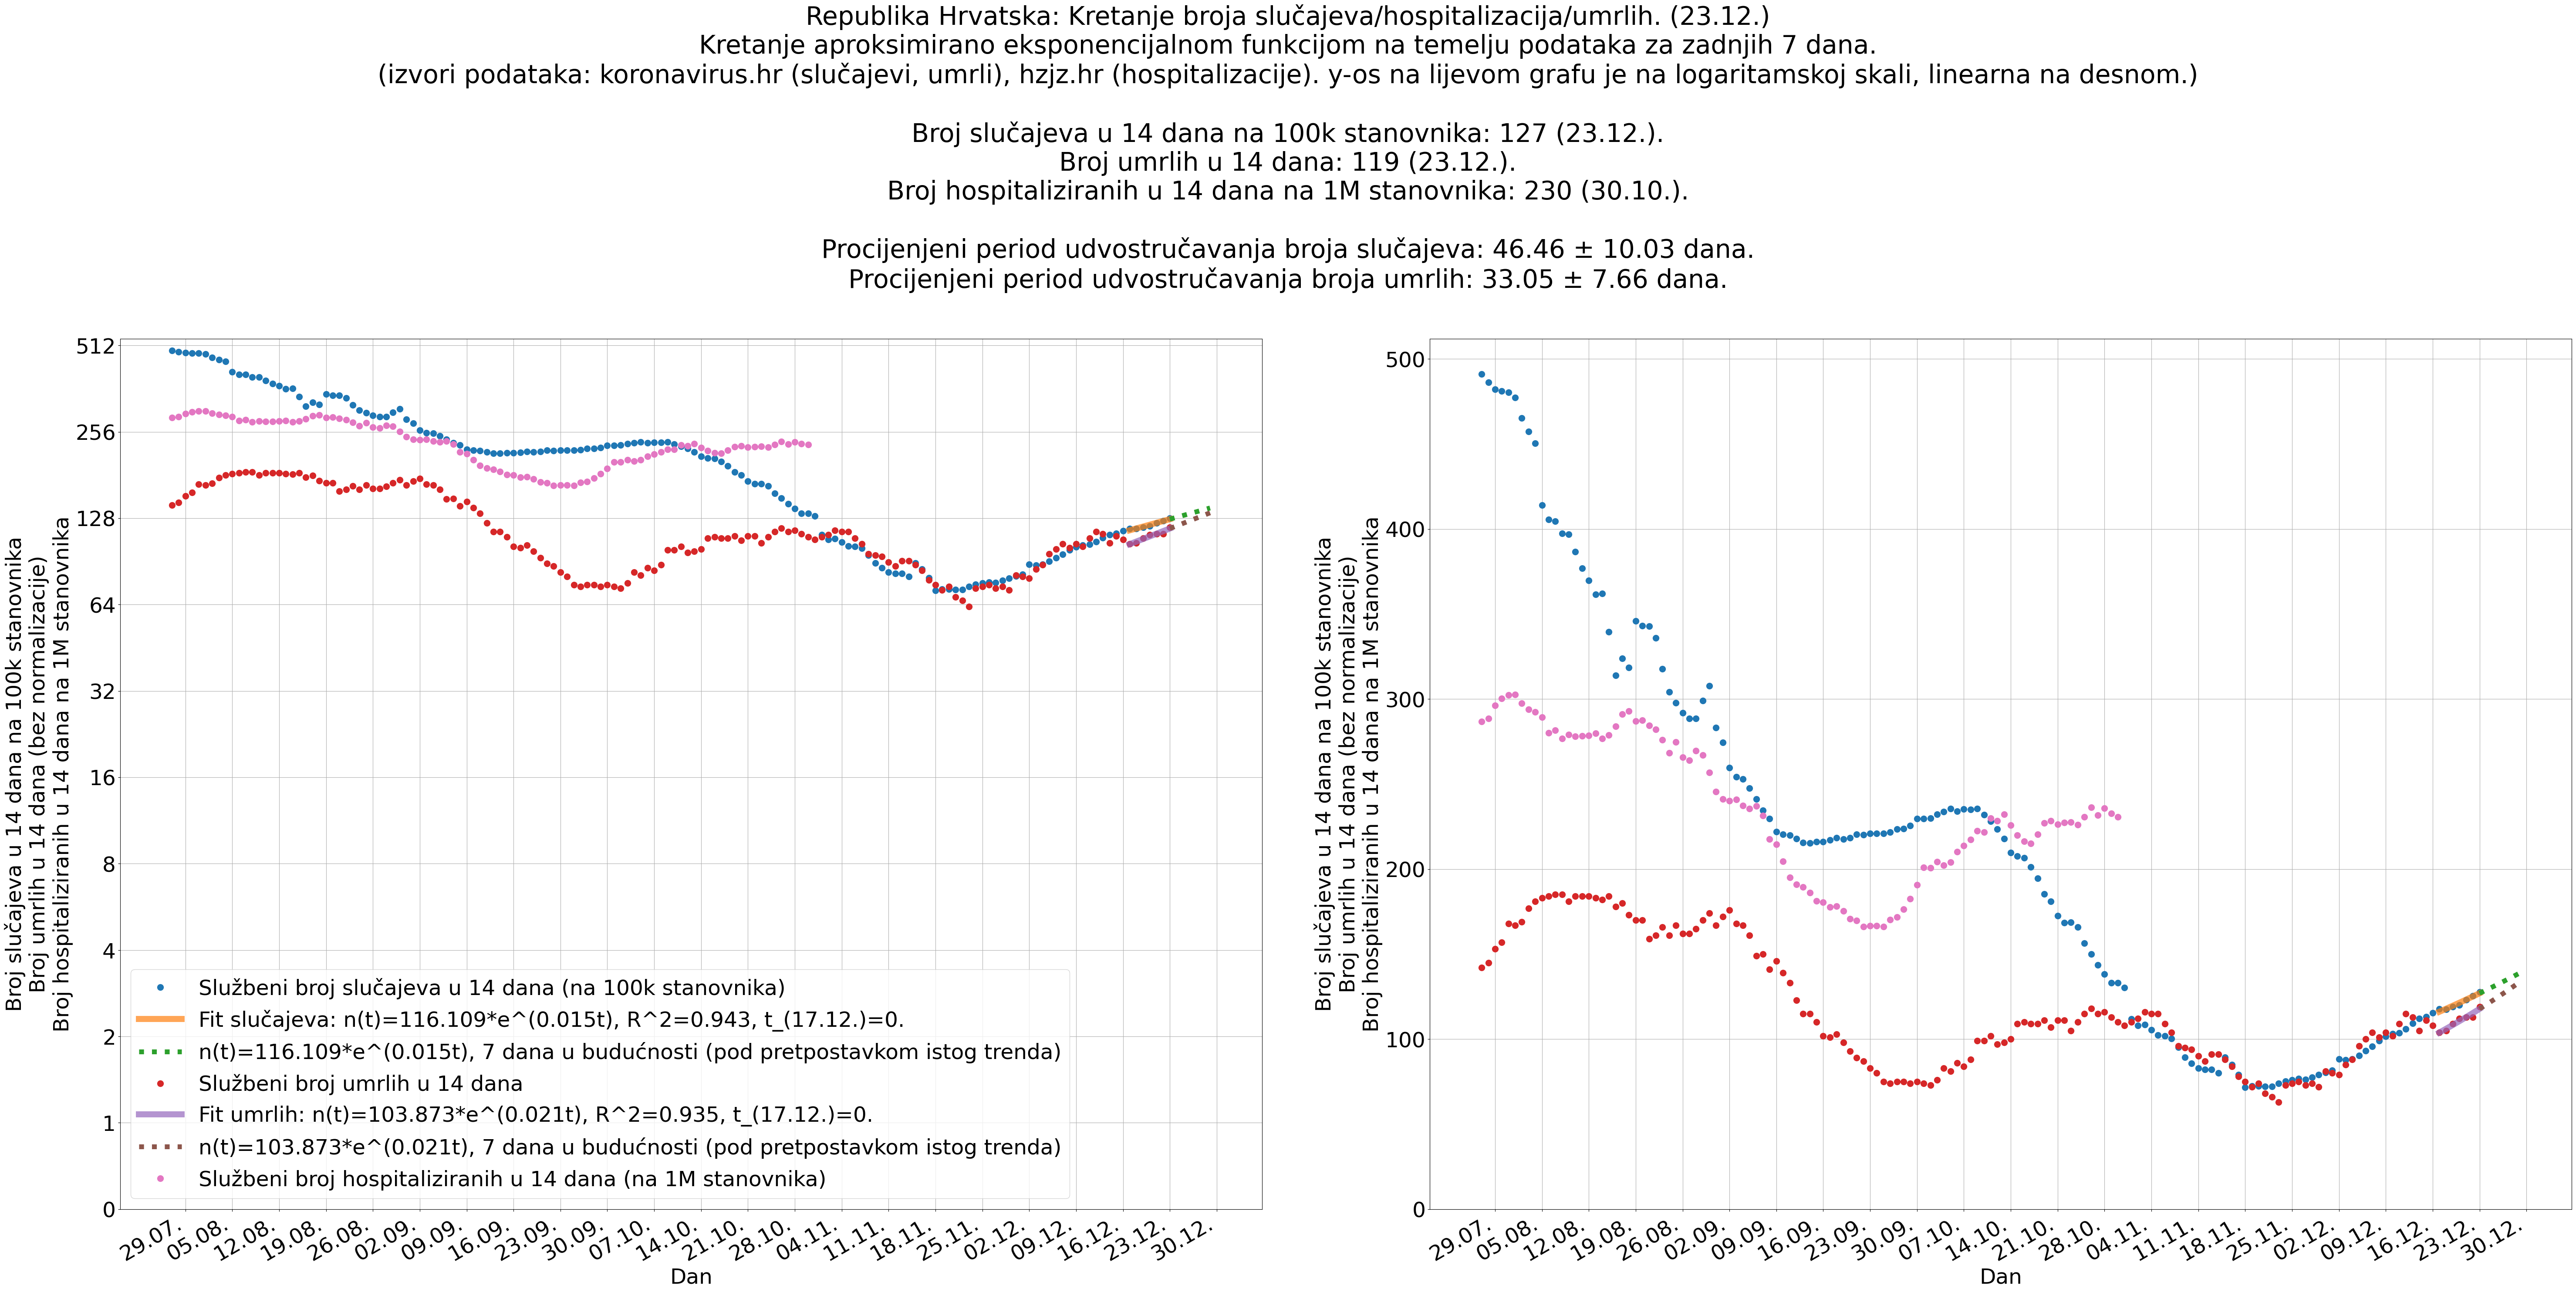 Republika Hrvatska: Kretanje broja slučajeva/hospitalizacija/umrlih. (23.12.)
Kretanje aproksimirano eksponencijalnom funkcijom na temelju podataka za zadnjih 7 dana.
(izvori podataka: koronavirus.hr (slučajevi, umrli), hzjz.hr (hospitalizacije). y-os na lijevom grafu je na logaritamskoj skali, linearna na desnom.)
Broj slučajeva u 14 dana na 100k stanovnika: 127 (23.12.).
Broj umrlih u 14 dana: 119 (23.12.).
Broj hospitaliziranih u 14 dana na 1M stanovnika: 230 (30.10.).
Procijenjeni period udvostručavanja broja slučajeva: 46.46 ± 10.03 dana.
Procijenjeni period udvostručavanja broja umrlih: 33.05 ± 7.66 dana.
Broj slučajeva u 14 dana na 100k stanovnika
Broj umrlih u 14 dana (bez normalizacije)
Broj hospitaliziranih u 14 dana na 1M stanovnika
512
256
128
64
32
16
8
4
2
1
0
Službeni broj slučajeva u 14 dana (na 100k stanovnika)
Fit slučajeva: n(t)=116.109*e^(0.015t), R^2=0.943, t_(17.12.)=0.
n(t)=116.109*e^(0.015t), 7 dana u budućnosti (pod pretpostavkom istog trenda)
Službeni broj umrlih u 14 dana
Fit umrlih: n(t)=103.873*e^(0.021t), R^2=0.935, t_(17.12.)=0.
n(t)=103.873*e^(0.021t), 7 dana u budućnosti (pod pretpostavkom istog trenda)
Službeni broj hospitaliziranih u 14 dana (na 1M stanovnika)
29.07. 05.08. 12.08. 19.08. 26.08. 02.09. 09.09. 16.09. 23.09. 30.09. 07.10. 14.10. 21.10. 28.10. 04.11. 11.11. 18.11. 25.11. 02.12. 09.12. 16.12. 23.12. 30.12.
Dan
Broj slučajeva u 14 dana na 100k stanovnika
Broj umrlih u 14 dana (bez normalizacije)
Broj hospitaliziranih u 14 dana na 1M stanovnika
500
400
300
200
100
0
29.07. 05.08. 12.08. 19.08. 26.08. 02.09. 09.09. 16.09. 23.09. 30.09. 07.10. 14.10. 21.10. 28.10. 04.11. 11.11. 18.11. 25.11. 02.12. 09.12. 16.12. 23.12. 30.12.
Dan